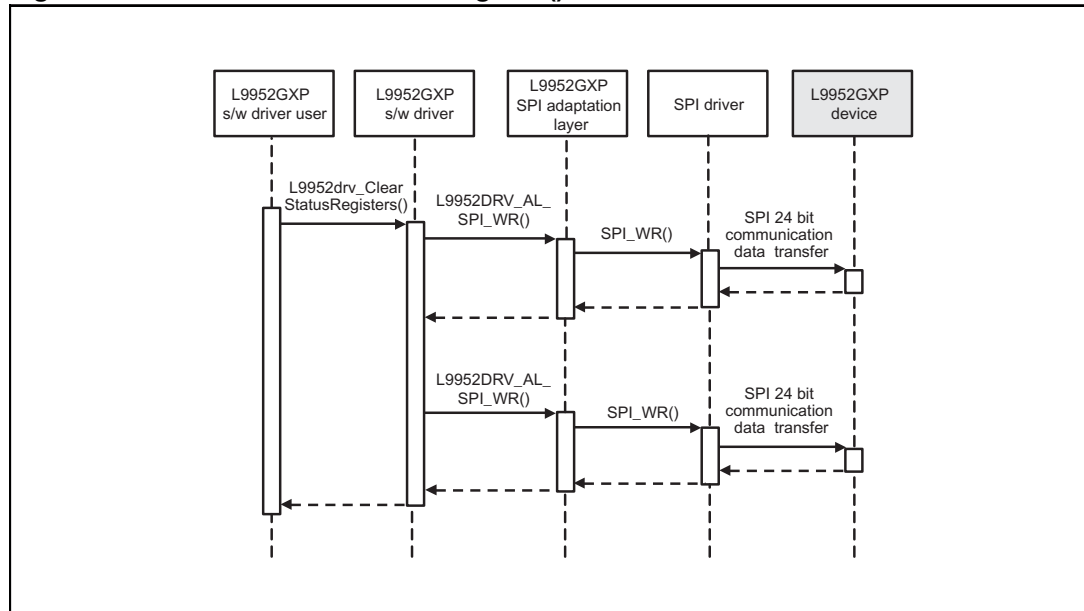 L9952GXP
s/w driver user
L9952GXP
s/w driver
L9952GXP
SPI adaptation
layer
SPI driver
L9952GXP
device
L9952drv_Clear
StatusRegisters()
L9952DRV_AL_
SPI_WR()
SPI_WR()
SPI 24 bit
communication
data transfer
L9952DRV_AL_
SPI_WR()
SPI_WR()
SPI 24 bit
communication
data transfer